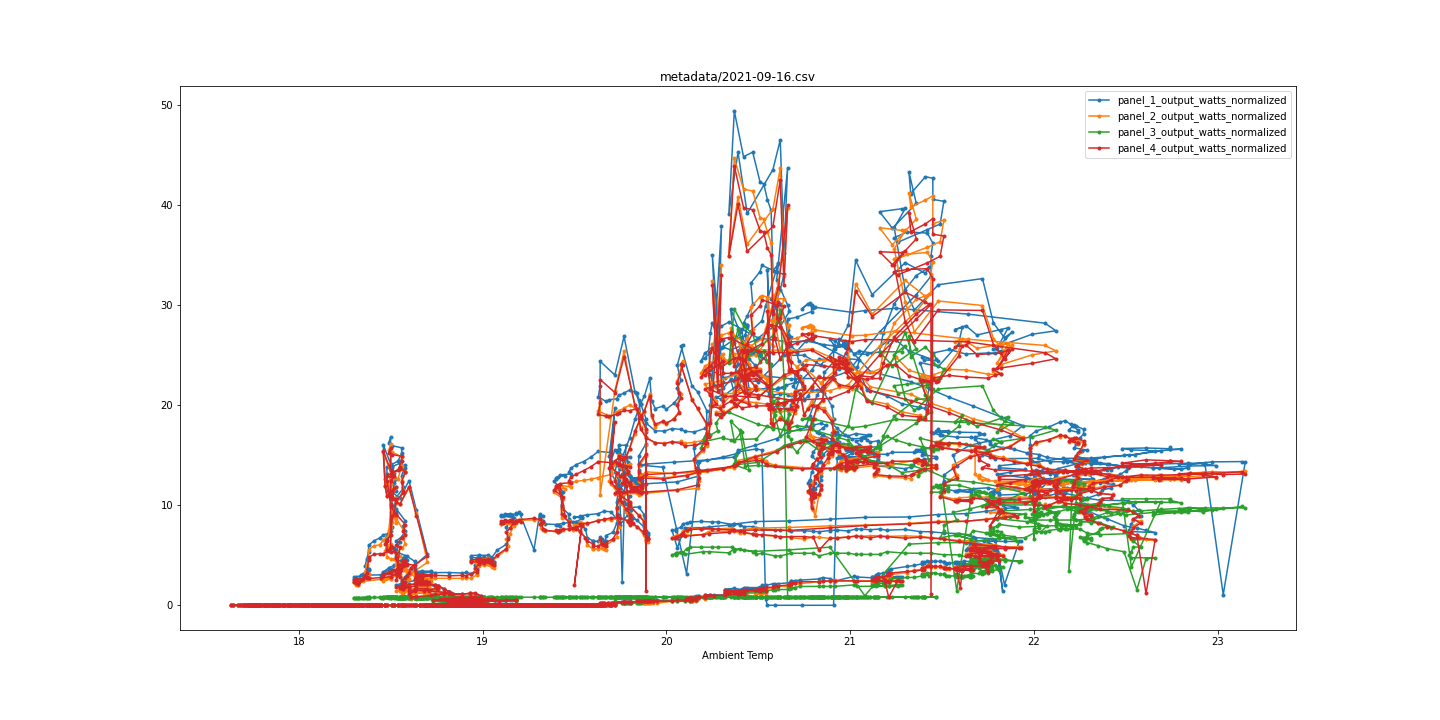 metadata/2021-09-16.csv
panel_1_output_watts_normalized
panel_2_output_watts_normalized
panel_3_output_watts_normalized
panel_4_output_watts_normalized
50
40
30
20
10
0
18 19 20 21 22 23
Ambient Temp